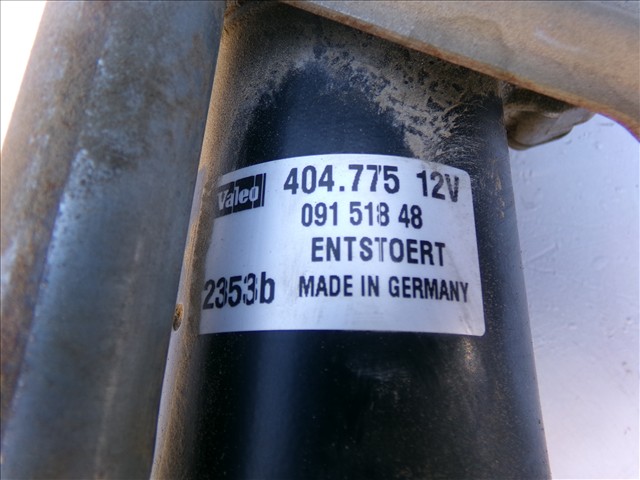 Valeo 404.775 12V
091 518 48
ENTSTOERT
2353b MADE IN GERMANY